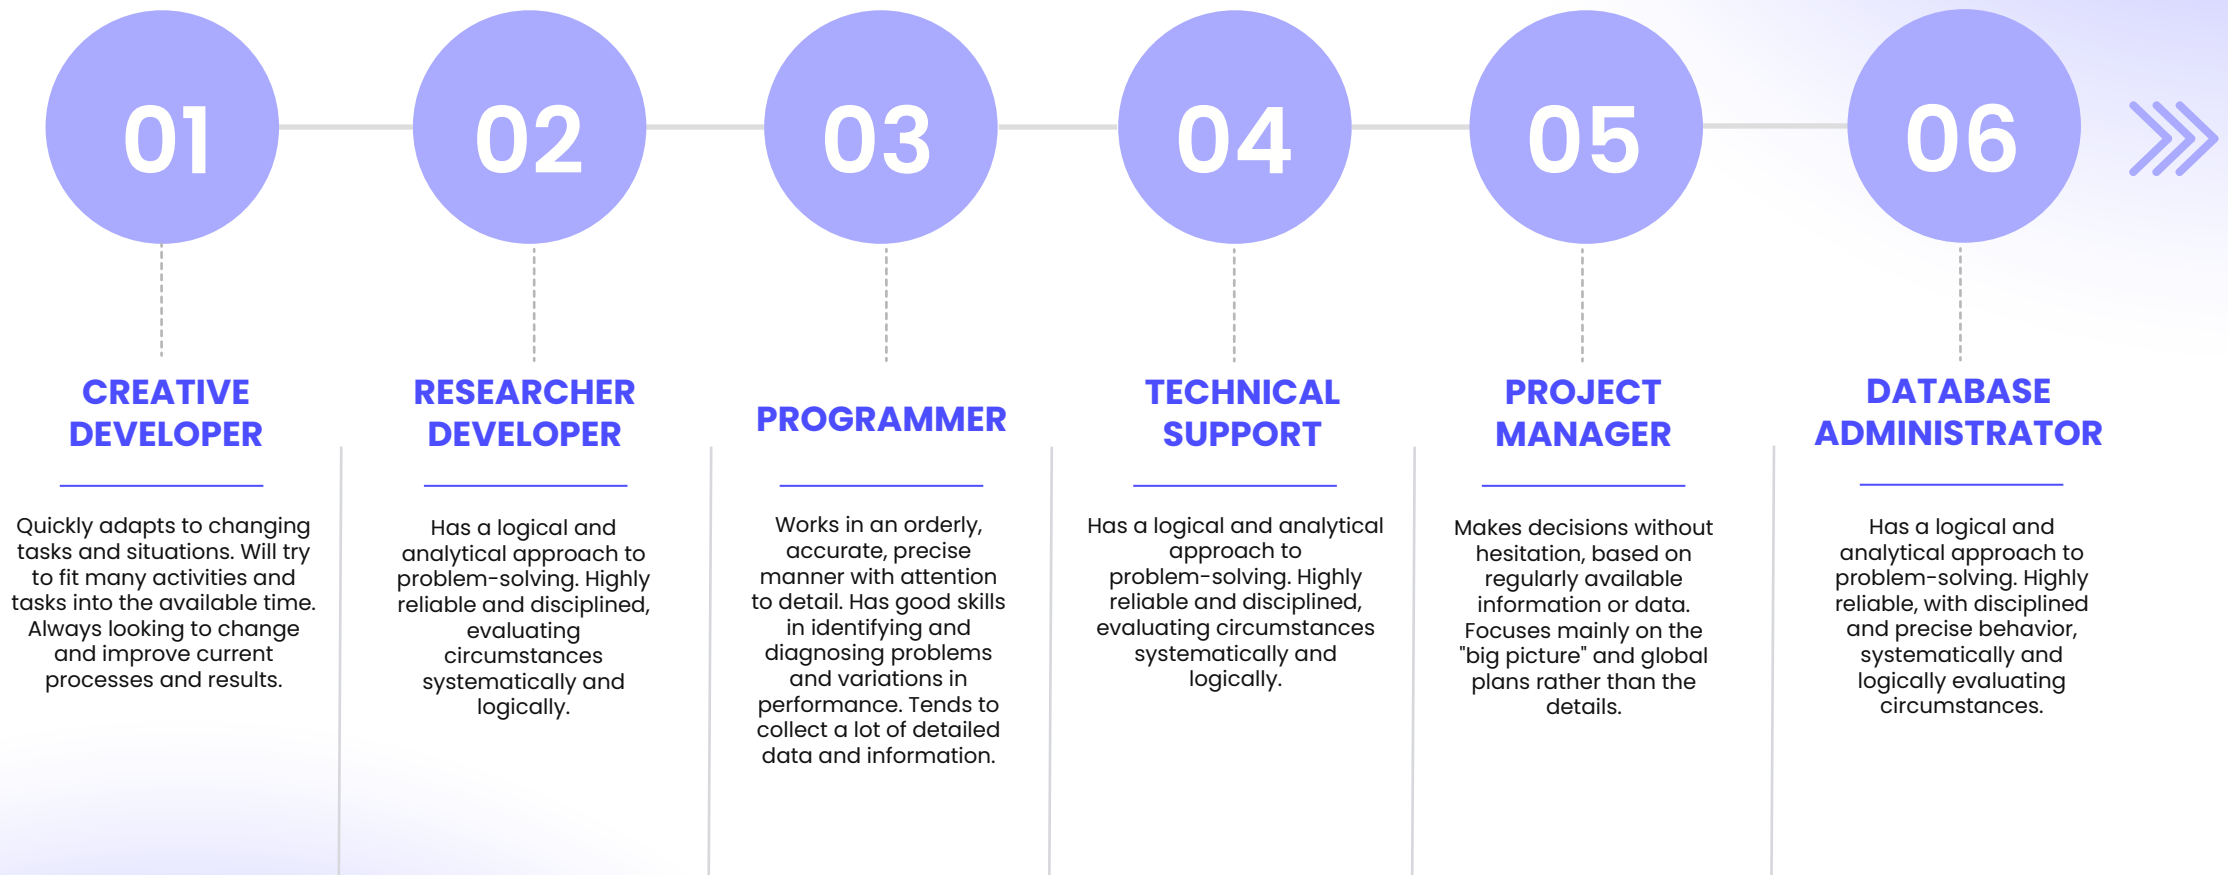 01
02
03
04
05
06
CREATIVE
DEVELOPER
Quickly adapts to changing
tasks and situations. Will try
to fit many activities and
tasks into the available time.
Always looking to change
and improve current
processes and results.
RESEARCHER
DEVELOPER
Has a logical and
analytical approach to
problem-solving. Highly
reliable and disciplined,
evaluating
circumstances
systematically and
logically.
PROGRAMMER
Works in an orderly,
accurate, precise
manner with attention
to detail. Has good skills
in identifying and
diagnosing problems
and variations in
performance. Tends to
collect a lot of detailed
data and information.
TECHNICAL
SUPPORT
Has a logical and analytical
approach to
problem-solving. Highly
reliable and disciplined,
evaluating circumstances
systematically and
logically.
PROJECT
MANAGER
Makes decisions without
hesitation, based on
regularly available
information or data.
Focuses mainly on the
"big picture" and global
plans rather than the
details.
DATABASE
ADMINISTRATOR
Has a logical and
analytical approach to
problem-solving. Highly
reliable, with disciplined
and precise behavior,
systematically and
logically evaluating
circumstances.